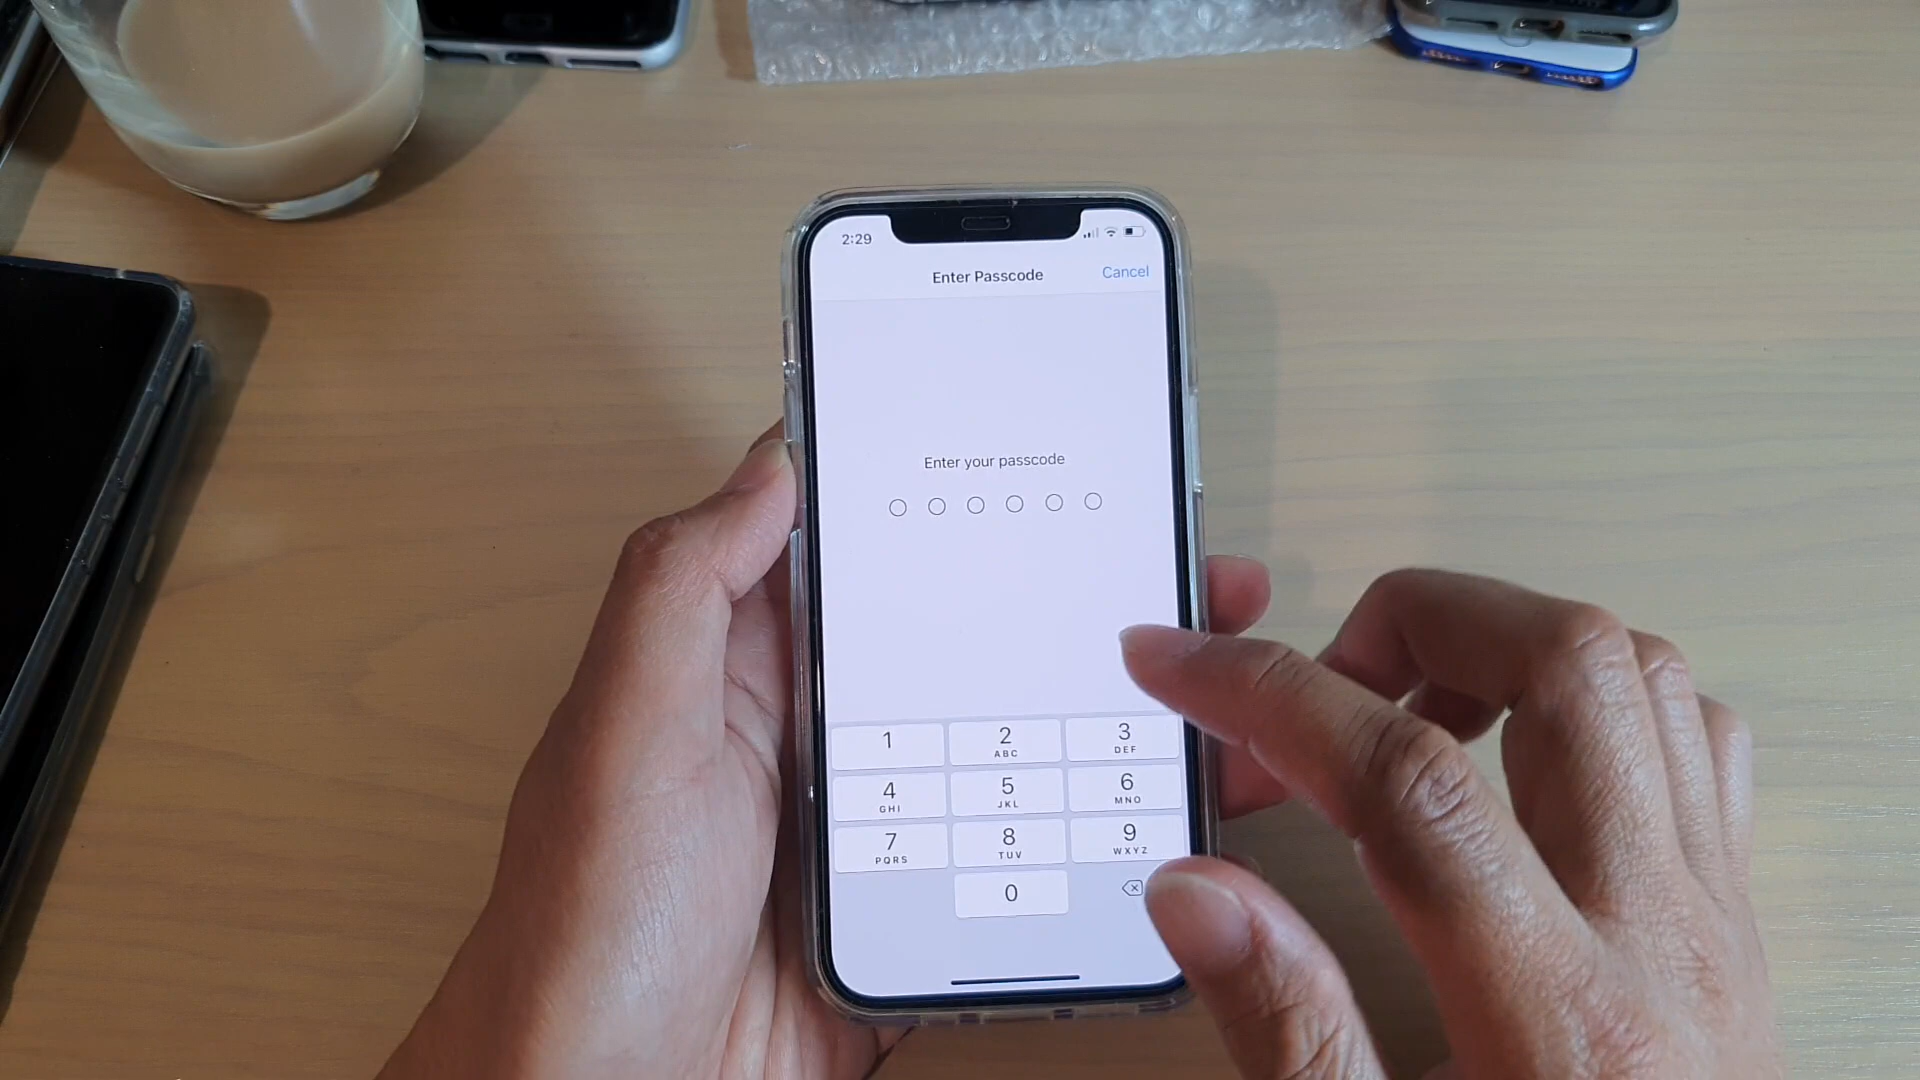 2:29
Enter Passcode Cancel
Enter your passcode
1 2 3
ABC DEF
4 5 6
GHI JKL MNO
7 8 9
PQRS TUV WXYZ
0